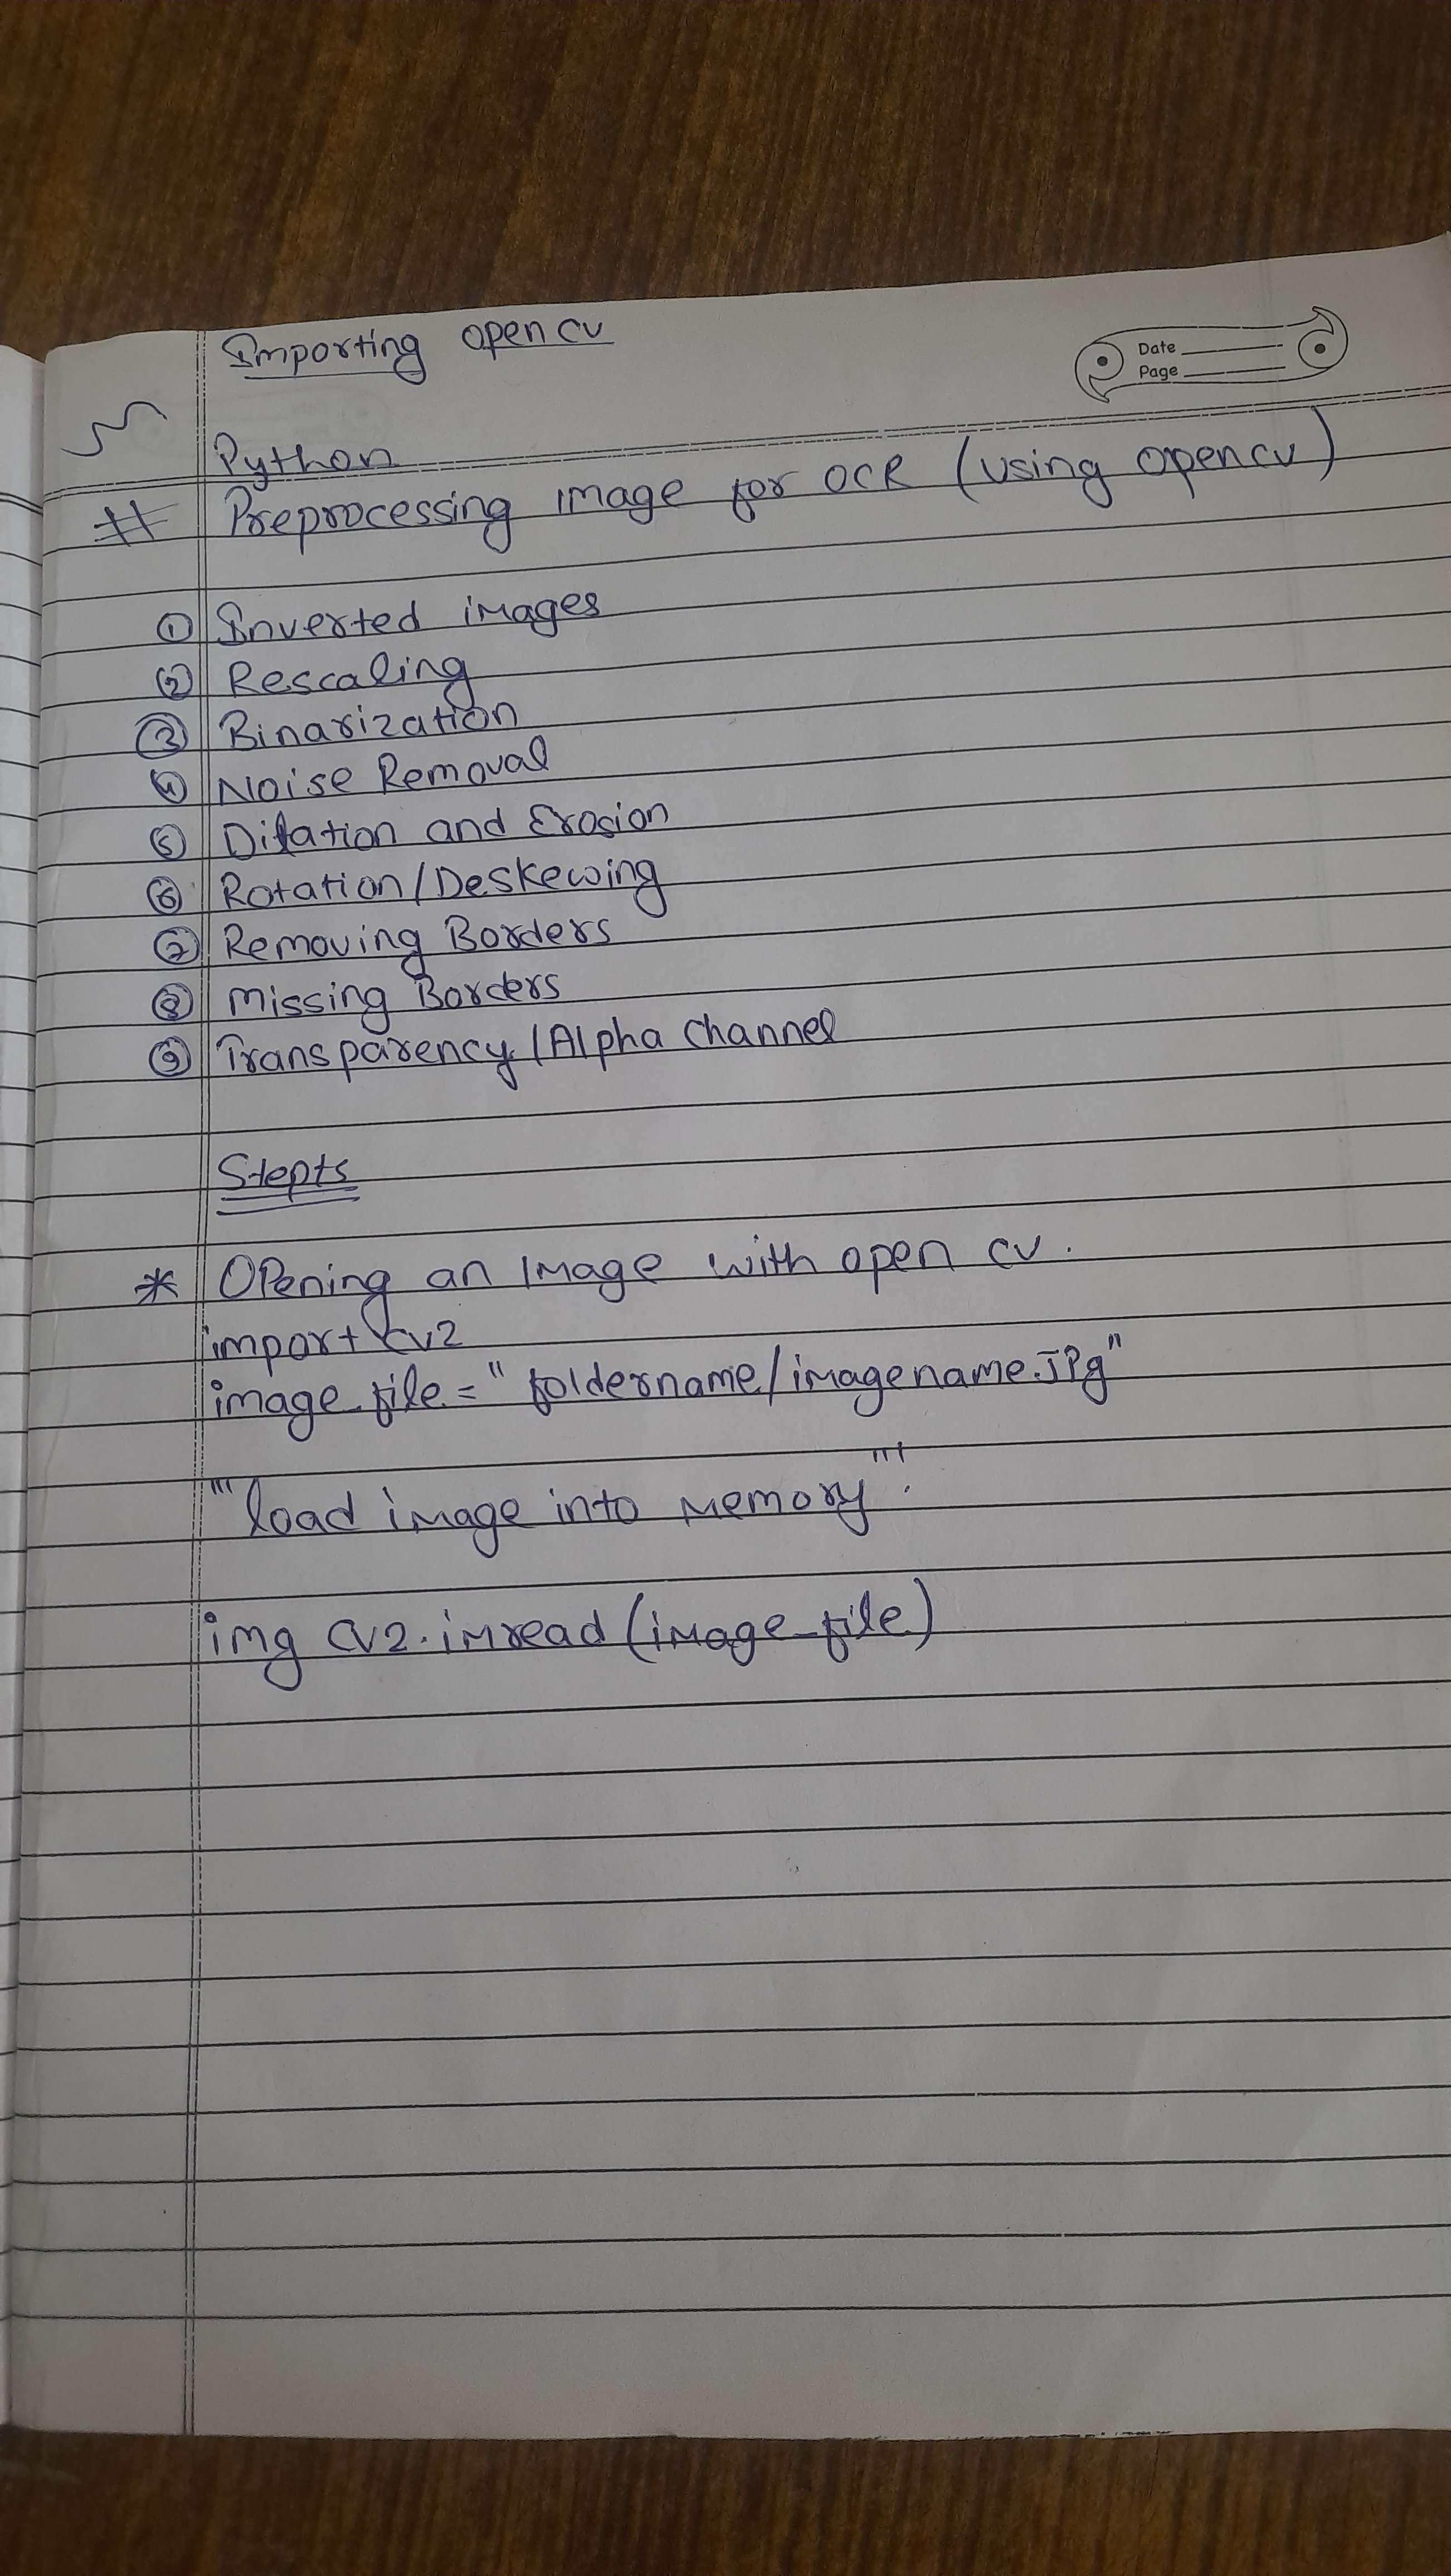 Importing open cv
Date
Page
Python
# Preprocessing image for OCR (using opencv)
① Inverted images
② Rescaling
③ Binarization
④ Noise Removal
⑤ Dilation and Erosion
⑥ Rotation/Deskewing
⑦ Removing Borders
⑧ Missing Borders
⑨ Transparency/Alpha channel
Stepts
* Opening an image with open cv.
import cv2
image_file = "foldername/imagename.JPg"
"""load image into memory""".
img cv2.imread(image_file)